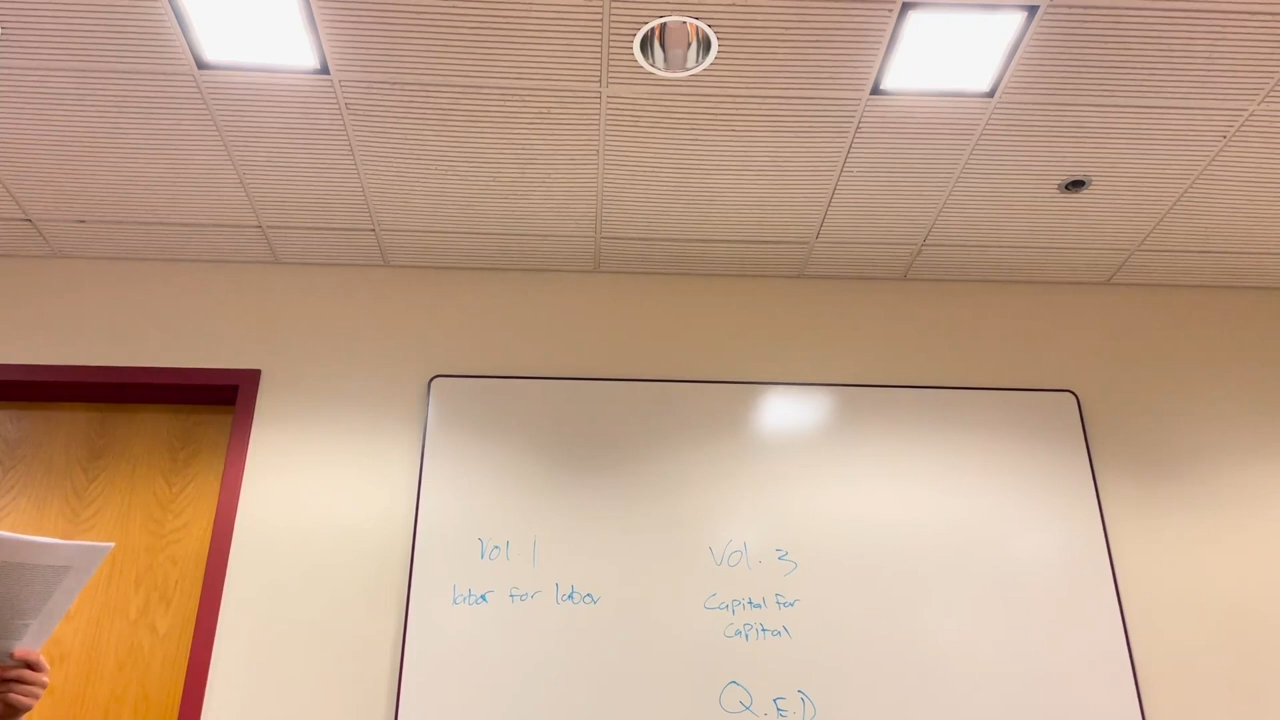 Vol. 1
labor for labor
Vol. 3
Capital for
Capital
Q.E.D